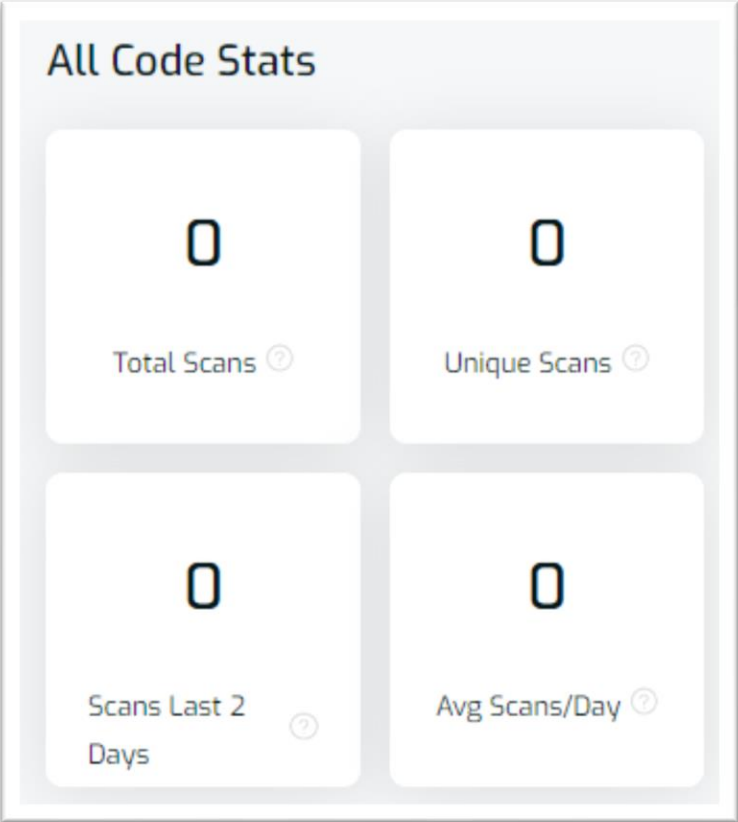 All Code Stats
0
Total Scans ?
0
Unique Scans ?
0
Scans Last 2
Days ?
0
Avg Scans/Day ?